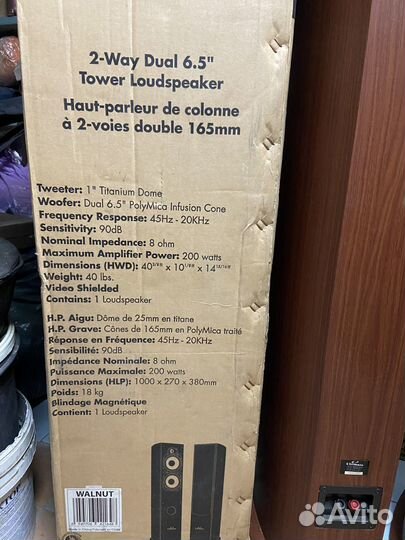 2-Way Dual 6.5"
Tower Loudspeaker
Haut-parleur de colonne
à 2-voies double 165mm
Tweeter: 1" Titanium Dome
Woofer: Dual 6.5" PolyMica Infusion Cone
Frequency Response: 45Hz - 20KHz
Sensitivity: 90dB
Nominal Impedance: 8 ohm
Maximum Amplifier Power: 200 watts
Dimensions (HWD): 40 x 10 x 14
Weight: 40 lbs.
Video Shielded
Contains: 1 Loudspeaker
H.P. Aigu: Dôme de 25mm en titane
H.P. Grave: Cônes de 165mm en PolyMica traité
Réponse en Fréquence: 45Hz - 20KHz
Sensibilité: 90dB
Impédance Nominale: 8 ohm
Puissance Maximale: 200 watts
Dimensions (HLP): 1000 x 270 x 380mm
Poids: 18 kg
Blindage Magnétique
Contient: 1 Loudspeaker
WALNUT
Avito